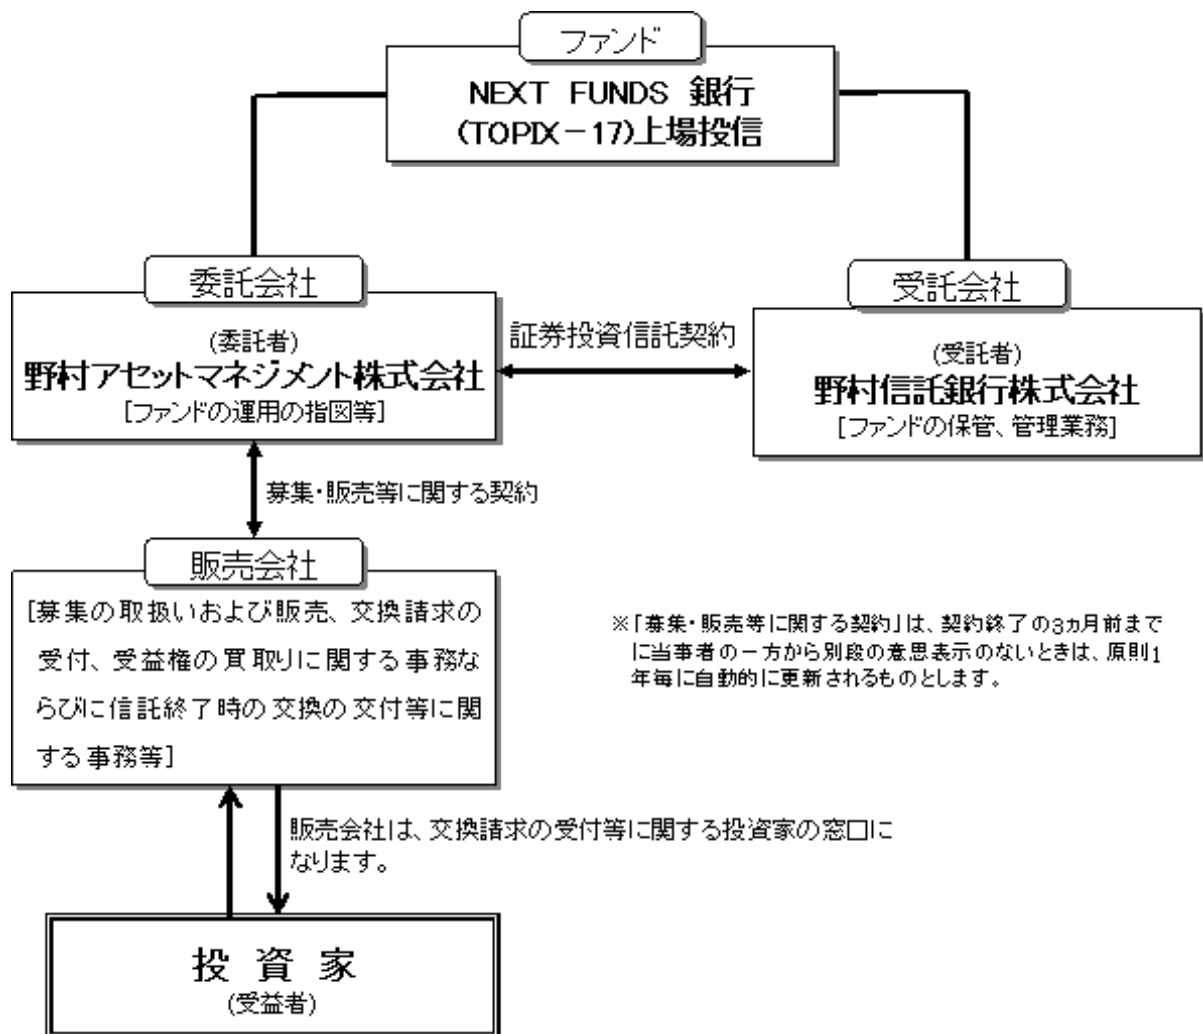 ファンド
NEXT FUNDS 銀行
(TOPIX-17)上場投信
委託会社
(委託者)
野村アセットマネジメント株式会社
[ファンドの運用の指図等]
証券投資信託契約
受託会社
(受託者)
野村信託銀行株式会社
[ファンドの保管、管理業務]
募集・販売等に関する契約
販売会社
[募集の取扱いおよび販売、交換請求の
受付、受益権の買取りに関する事務な
らびに信託終了時の交換の交付等に関
する事務等]
※「募集・販売等に関する契約」は、契約終了の3ヵ月前まで
に当事者の一方から別段の意思表示のないときは、原則1
年毎に自動的に更新されるものとします。
販売会社は、交換請求の受付等に関する投資家の窓口に
なります。
投 資 家
(受益者)